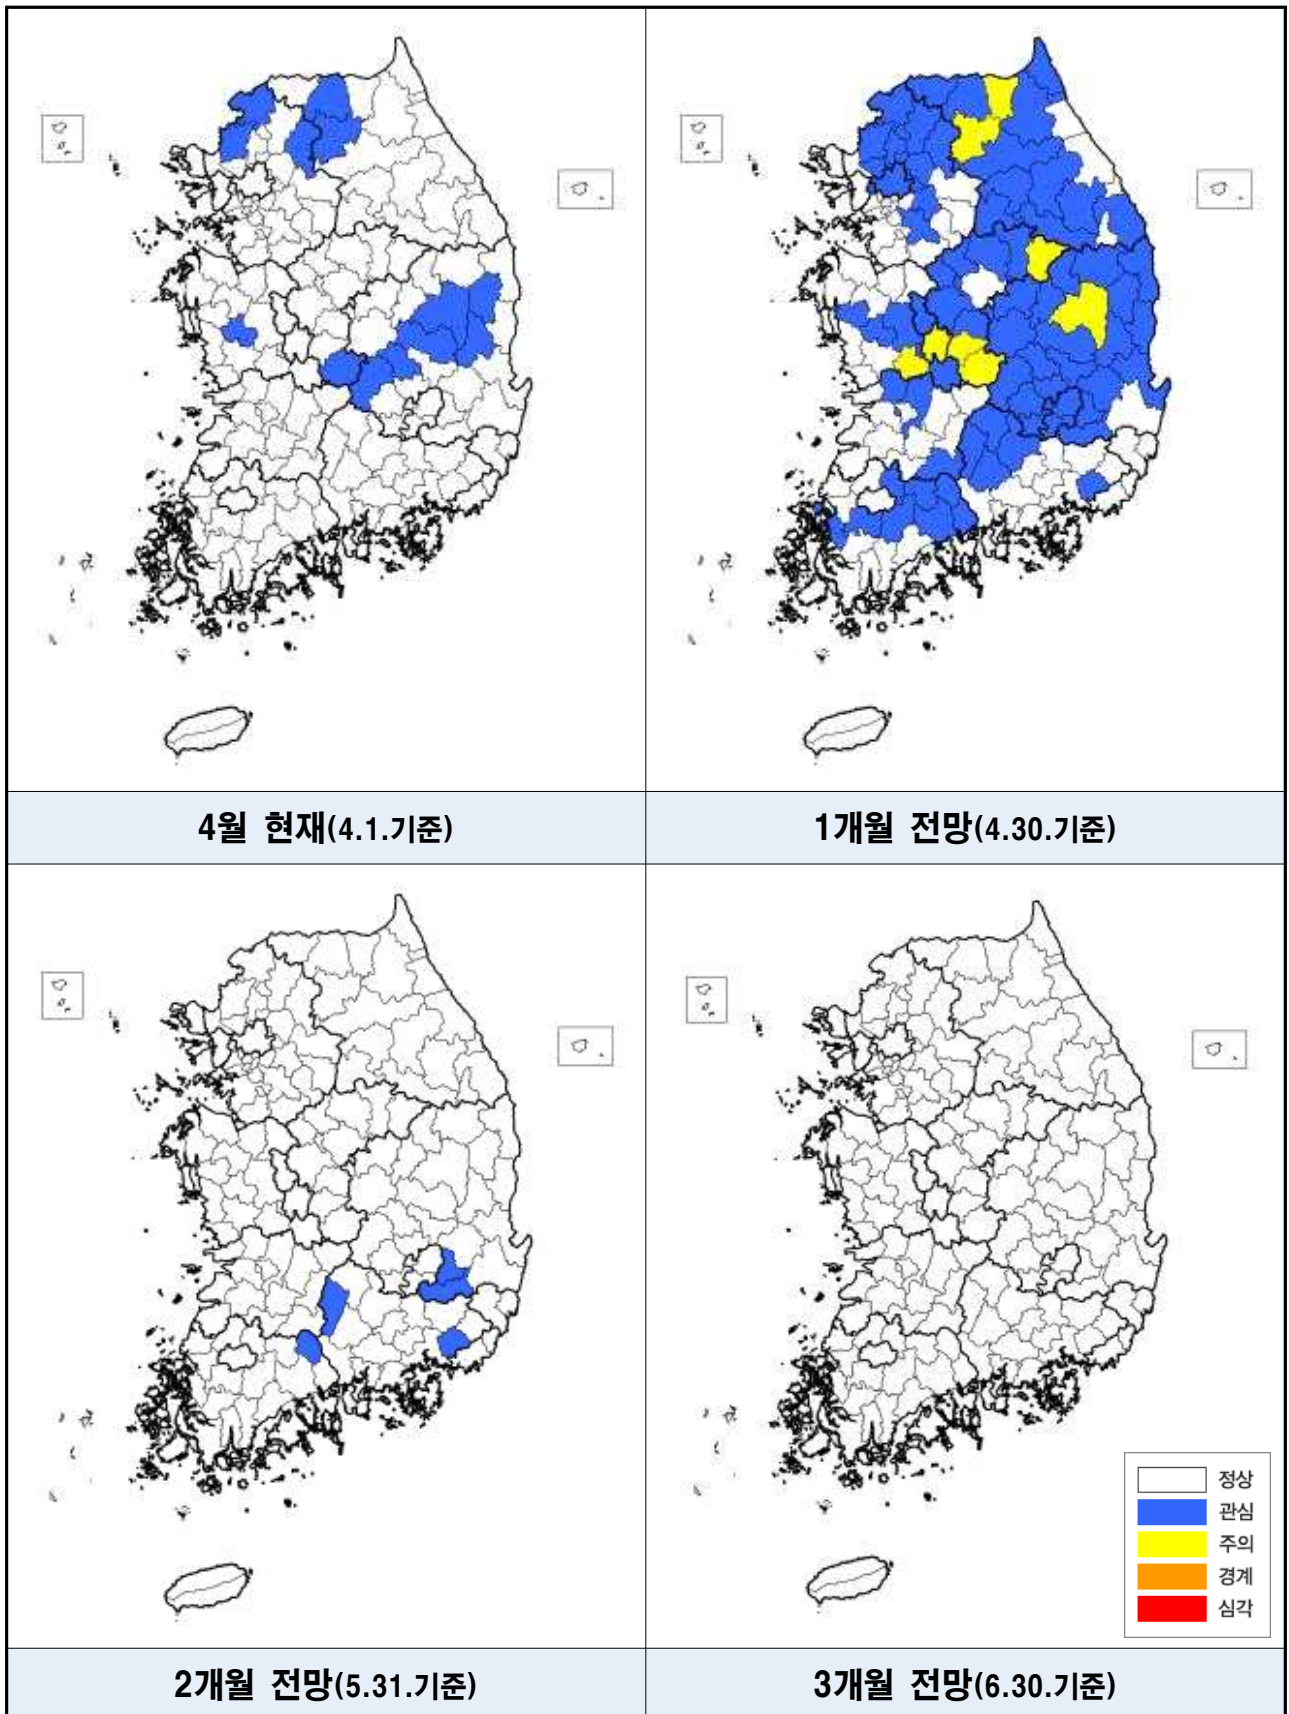 4월 현재(4.1.기준)
1개월 전망(4.30.기준)
정상
관심
주의
경계
심각
2개월 전망(5.31.기준)
3개월 전망(6.30.기준)